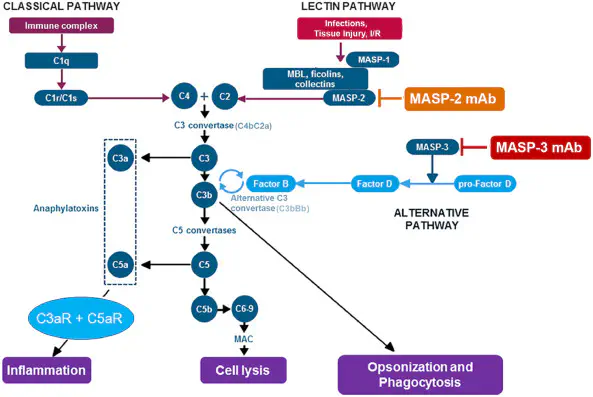 CLASSICAL PATHWAY
LECTIN PATHWAY
Immune complex
Infections,
Tissue Injury, I/R
C1q
MASP-1
MBL, ficolins,
collectins
C1r/C1s
C4
+
C2
MASP-2
MASP-2 mAb
C3 convertase (C4bC2a)
C3a
C3
MASP-3
MASP-3 mAb
C3b
Factor B
Factor D
pro-Factor D
Alternative C3
convertase (C3bBb)
Anaphylatoxins
ALTERNATIVE
PATHWAY
C5 convertases
C5a
C5
C3aR + C5aR
C5b
C6-9
MAC
Inflammation
Cell lysis
Opsonization and
Phagocytosis